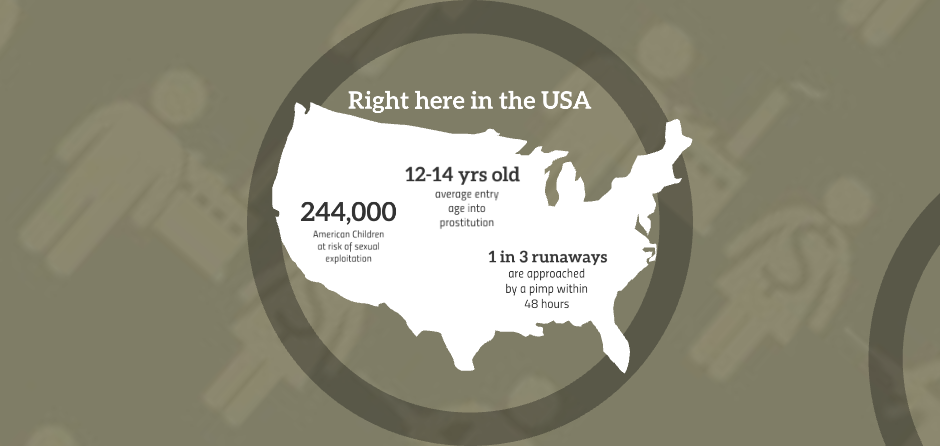 Right here in the USA
12-14 yrs old
average entry
age into
prostitution
244,000
American Children
at risk of sexual
exploitation
1 in 3 runaways
are approached
by a pimp within
48 hours